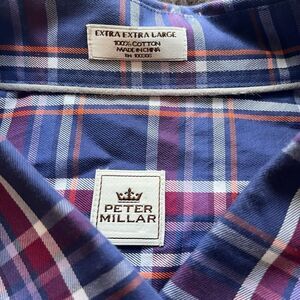 EXTRA EXTRA LARGE
100% COTTON
MADE IN CHINA
PETER
MILLAR